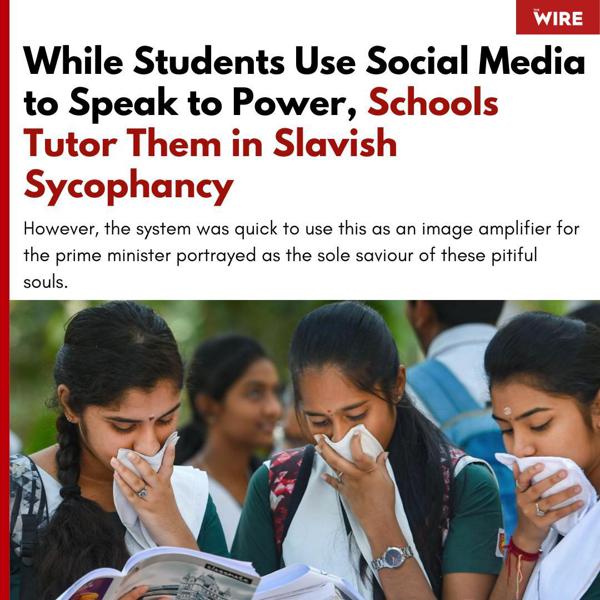 THE
WIRE
While Students Use Social Media
to Speak to Power, Schools
Tutor Them in Slavish
Sycophancy
However, the system was quick to use this as an image amplifier for
the prime minister portrayed as the sole saviour of these pitiful
souls.